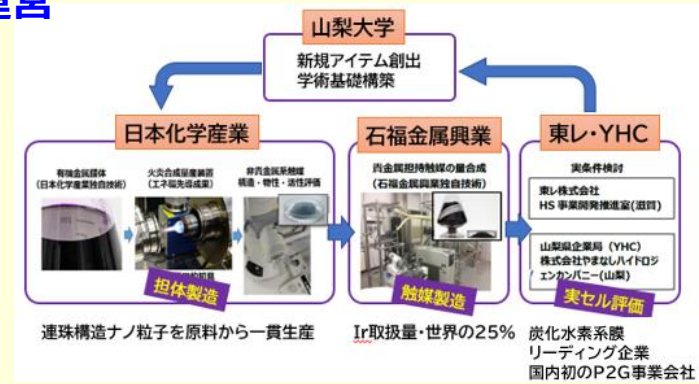 運営
山梨大学
新規アイテム創出
学術基礎構築
日本化学産業
石福金属興業
東レ・YHC
有機金属錯体
(日本化学産業独自技術)
火炎合成量産装置
(エネ庁先導成果)
非貴金属系触媒
構造・物性・活性評価
貴金属担持触媒の量合成
(石福金属興業独自技術)
実条件検討
東レ株式会社
HS事業開発推進室(滋賀)
山梨県企業局(YHC)
株式会社やまなしハイドロジ
ェンカンパニー(山梨)
担体製造
触媒製造
実セル評価
連珠構造ナノ粒子を原料から一貫生産
Ir取扱量・世界の25%
炭化水素系膜
リーディング企業
国内初のP2G事業会社